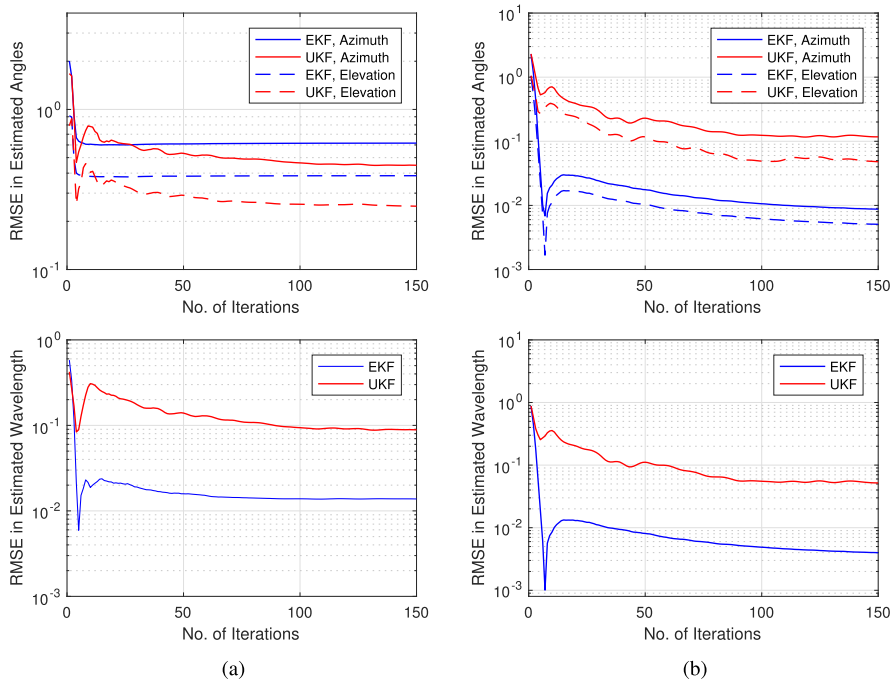 RMSE in Estimated Angles
10^0
10^-1
EKF, Azimuth
UKF, Azimuth
EKF, Elevation
UKF, Elevation
0 50 100 150
No. of Iterations
RMSE in Estimated Angles
10^1
10^0
10^-1
10^-2
10^-3
EKF, Azimuth
UKF, Azimuth
EKF, Elevation
UKF, Elevation
0 50 100 150
No. of Iterations
RMSE in Estimated Wavelength
10^0
10^-1
10^-2
10^-3
EKF
UKF
0 50 100 150
No. of Iterations
(a)
RMSE in Estimated Wavelength
10^1
10^0
10^-1
10^-2
10^-3
EKF
UKF
0 50 100 150
No. of Iterations
(b)